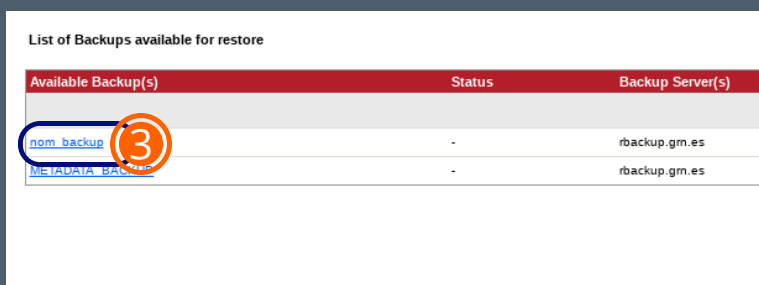 List of Backups available for restore
Available Backup(s) Status Backup Server(s)
nom_backup 3 - rbackup.grn.es
METADATA_BACKUP - rbackup.grn.es